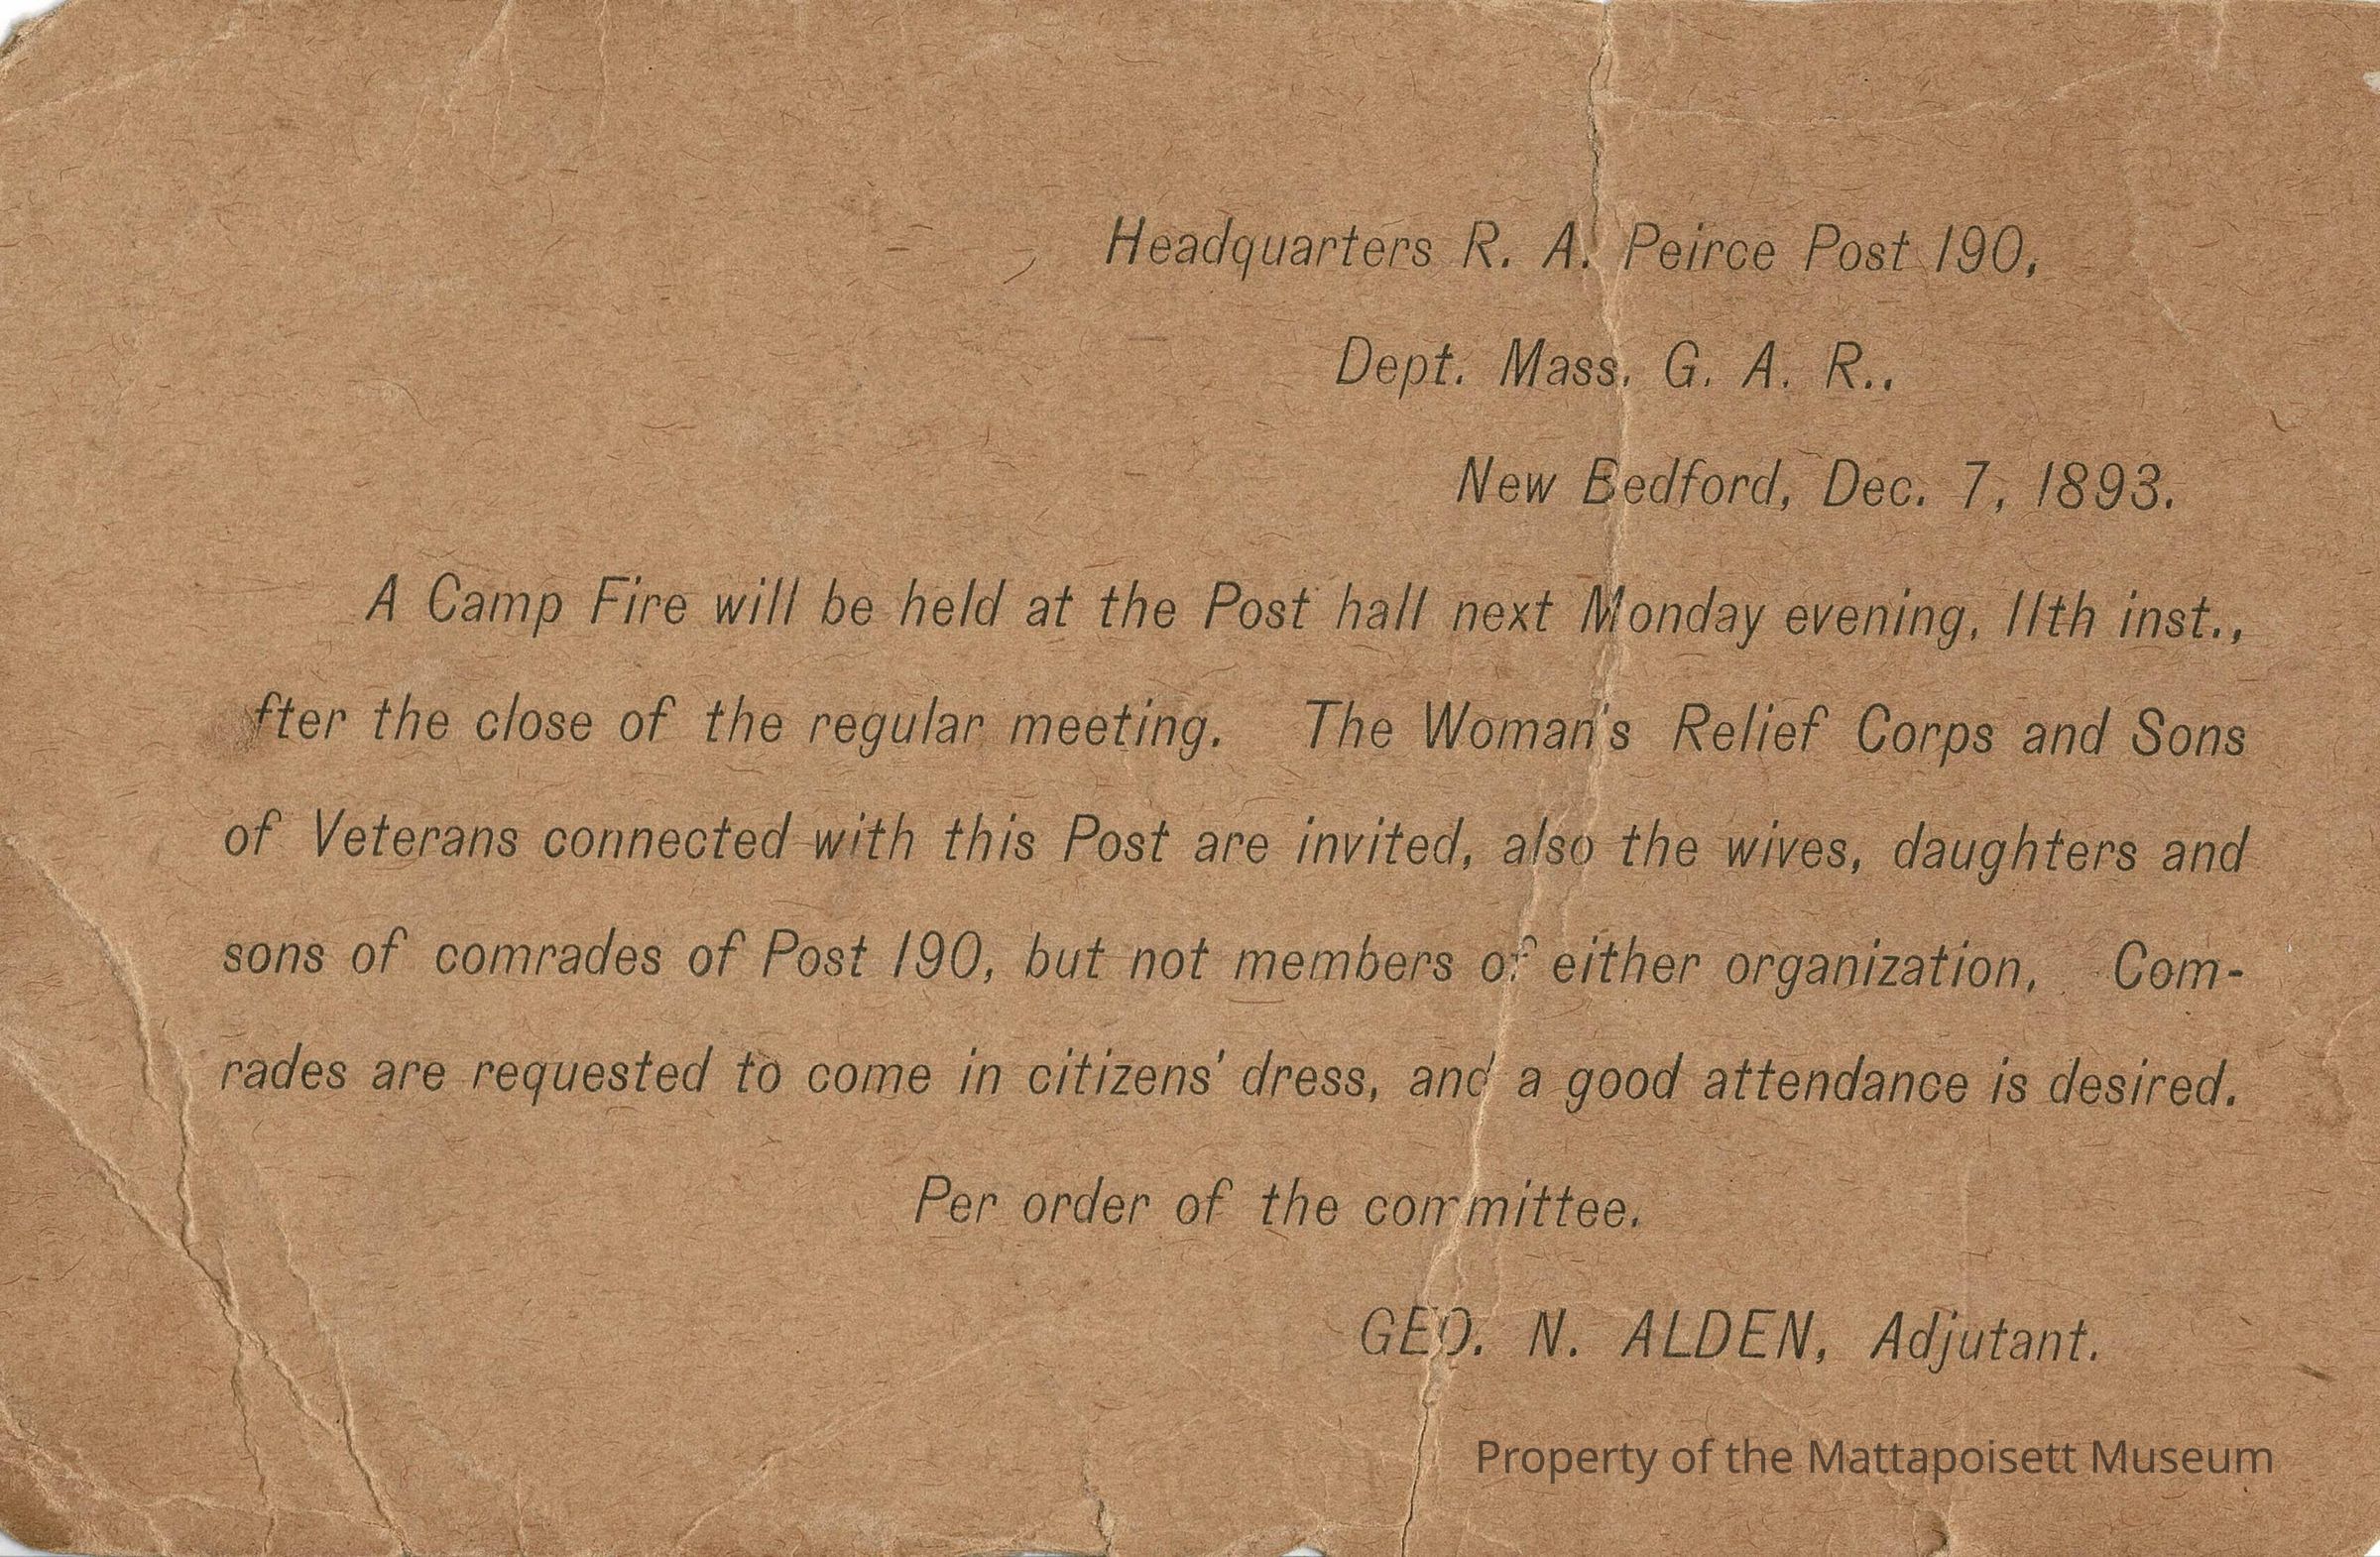 Headquarters R. A. Peirce Post 190,
Dept. Mass. G. A. R.,
New Bedford, Dec. 7, 1893.
A Camp Fire will be held at the Post hall next Monday evening, 11th inst.,
fter the close of the regular meeting. The Woman's Relief Corps and Sons
of Veterans connected with this Post are invited, also the wives, daughters and
sons of comrades of Post 190, but not members of either organization. Com-
rades are requested to come in citizens' dress, and a good attendance is desired.
Per order of the committee.
GEO. N. ALDEN, Adjutant.
Property of the Mattapoisett Museum